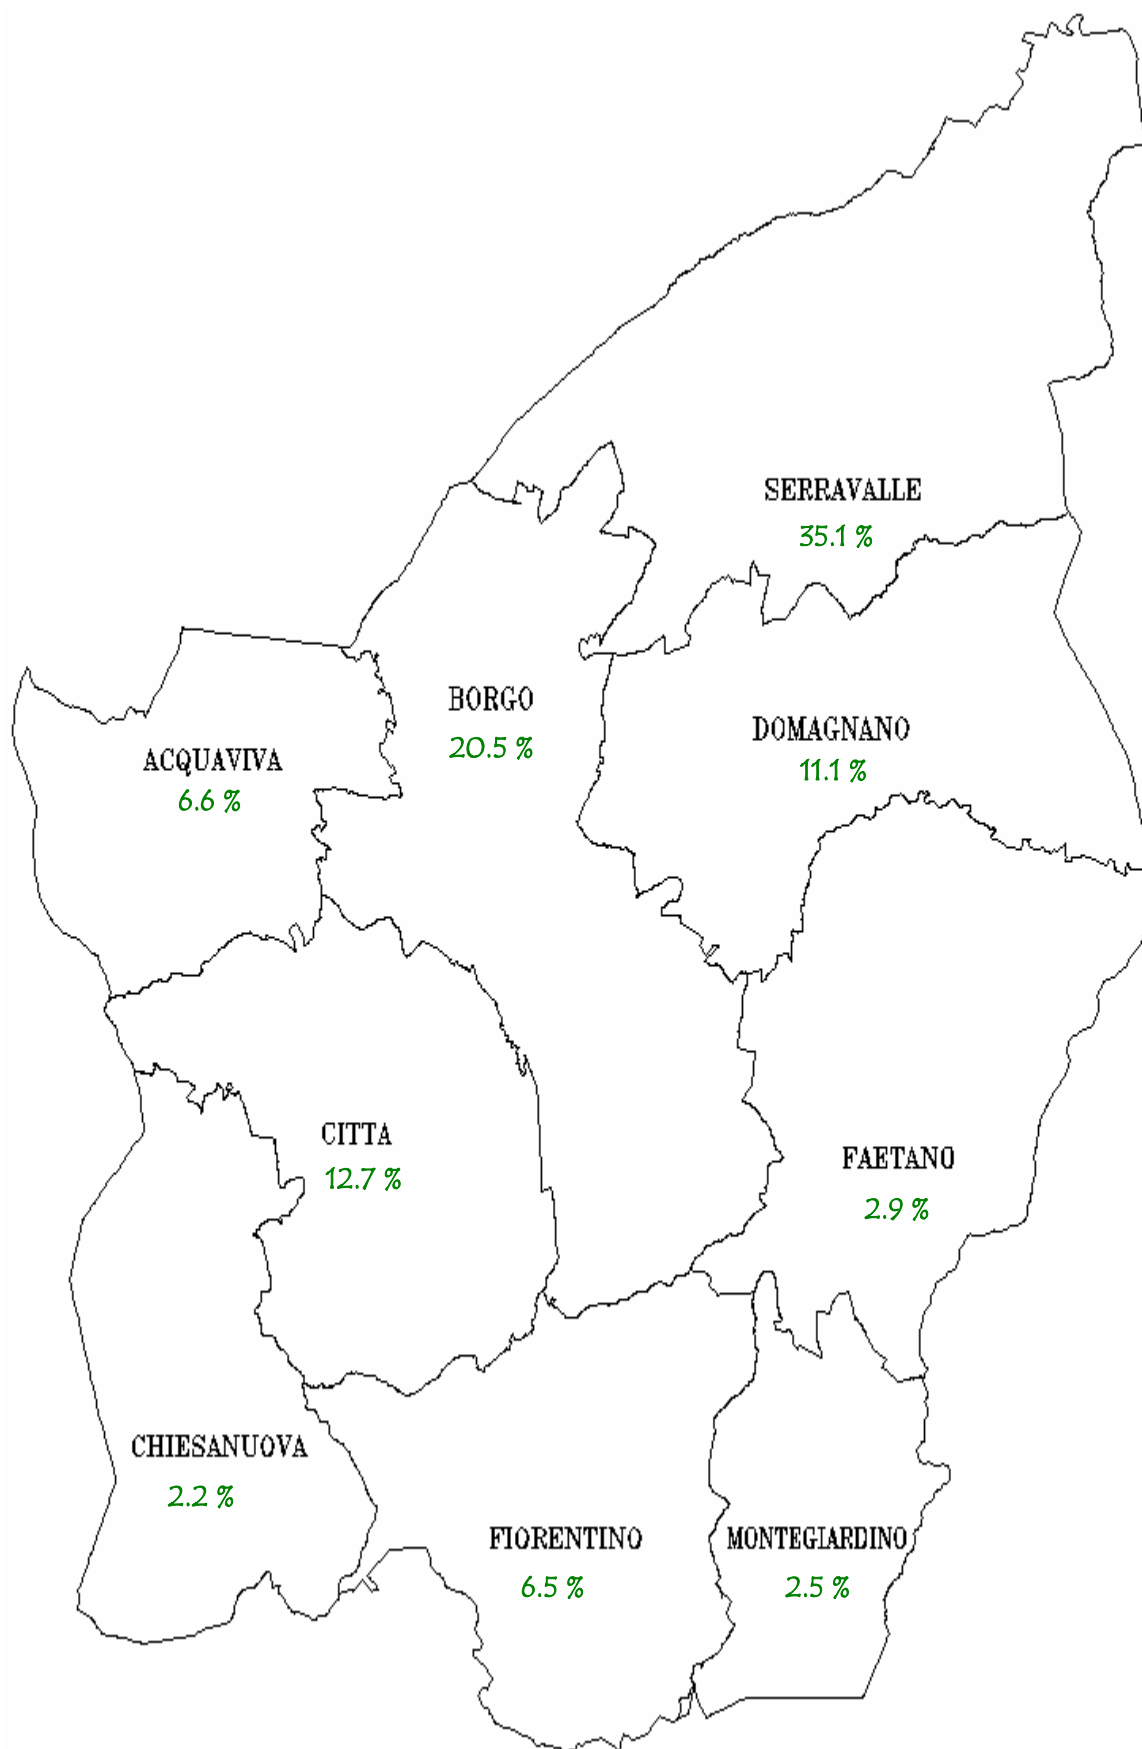 SERRAVALLE
35.1 %
BORGO
20.5 %
DOMAGNANO
11.1 %
ACQUAVIVA
6.6 %
CITTA
12.7 %
FAETANO
2.9 %
CHIESANUOVA
2.2 %
FIORENTINO
6.5 %
MONTEGIARDINO
2.5 %